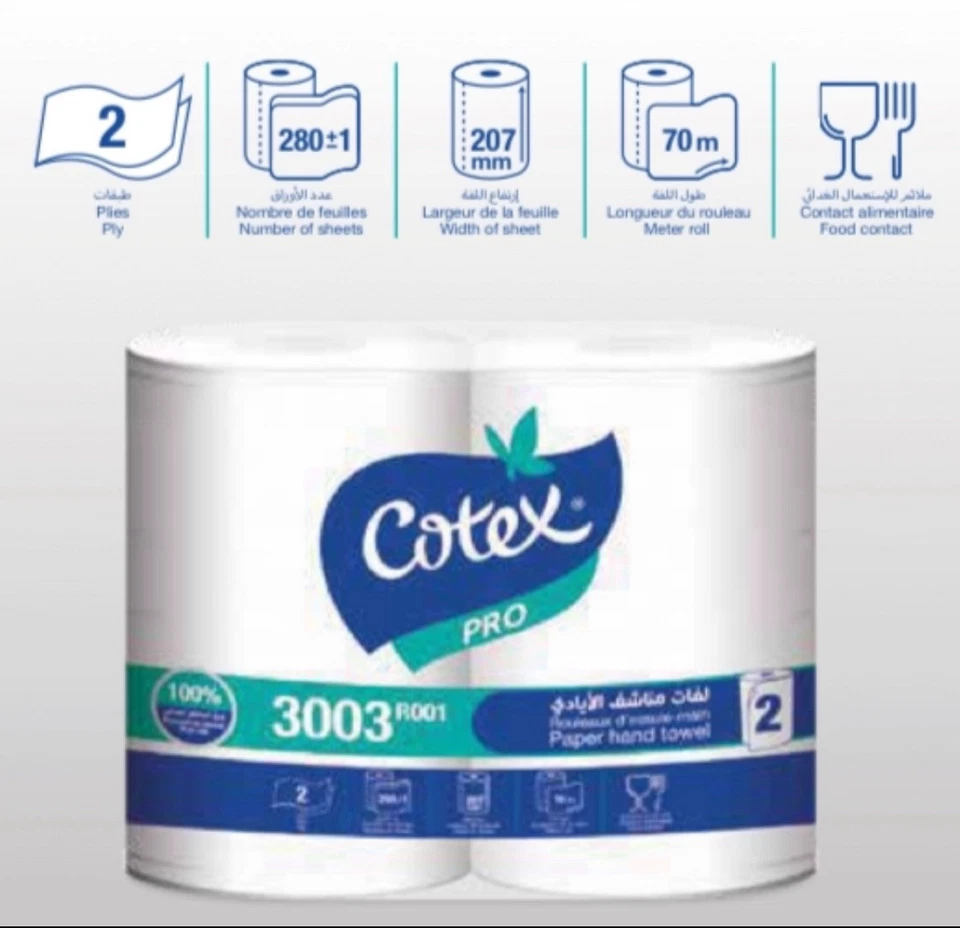 2
طبقات
Plies
Ply
280±1
عدد الأوراق
Nombre de feuilles
Number of sheets
207
mm
إرتفاع اللفة
Largeur de la feuille
Width of sheet
70 m
طول اللفة
Longueur du rouleau
Meter roll
ملائم للإستعمال الغذائي
Contact alimentaire
Food contact
Cotex®
PRO
100%
3003 R001
لفات مناشف الأيادي
Rouleaux d'essuie-main
Paper hand towel
2
2